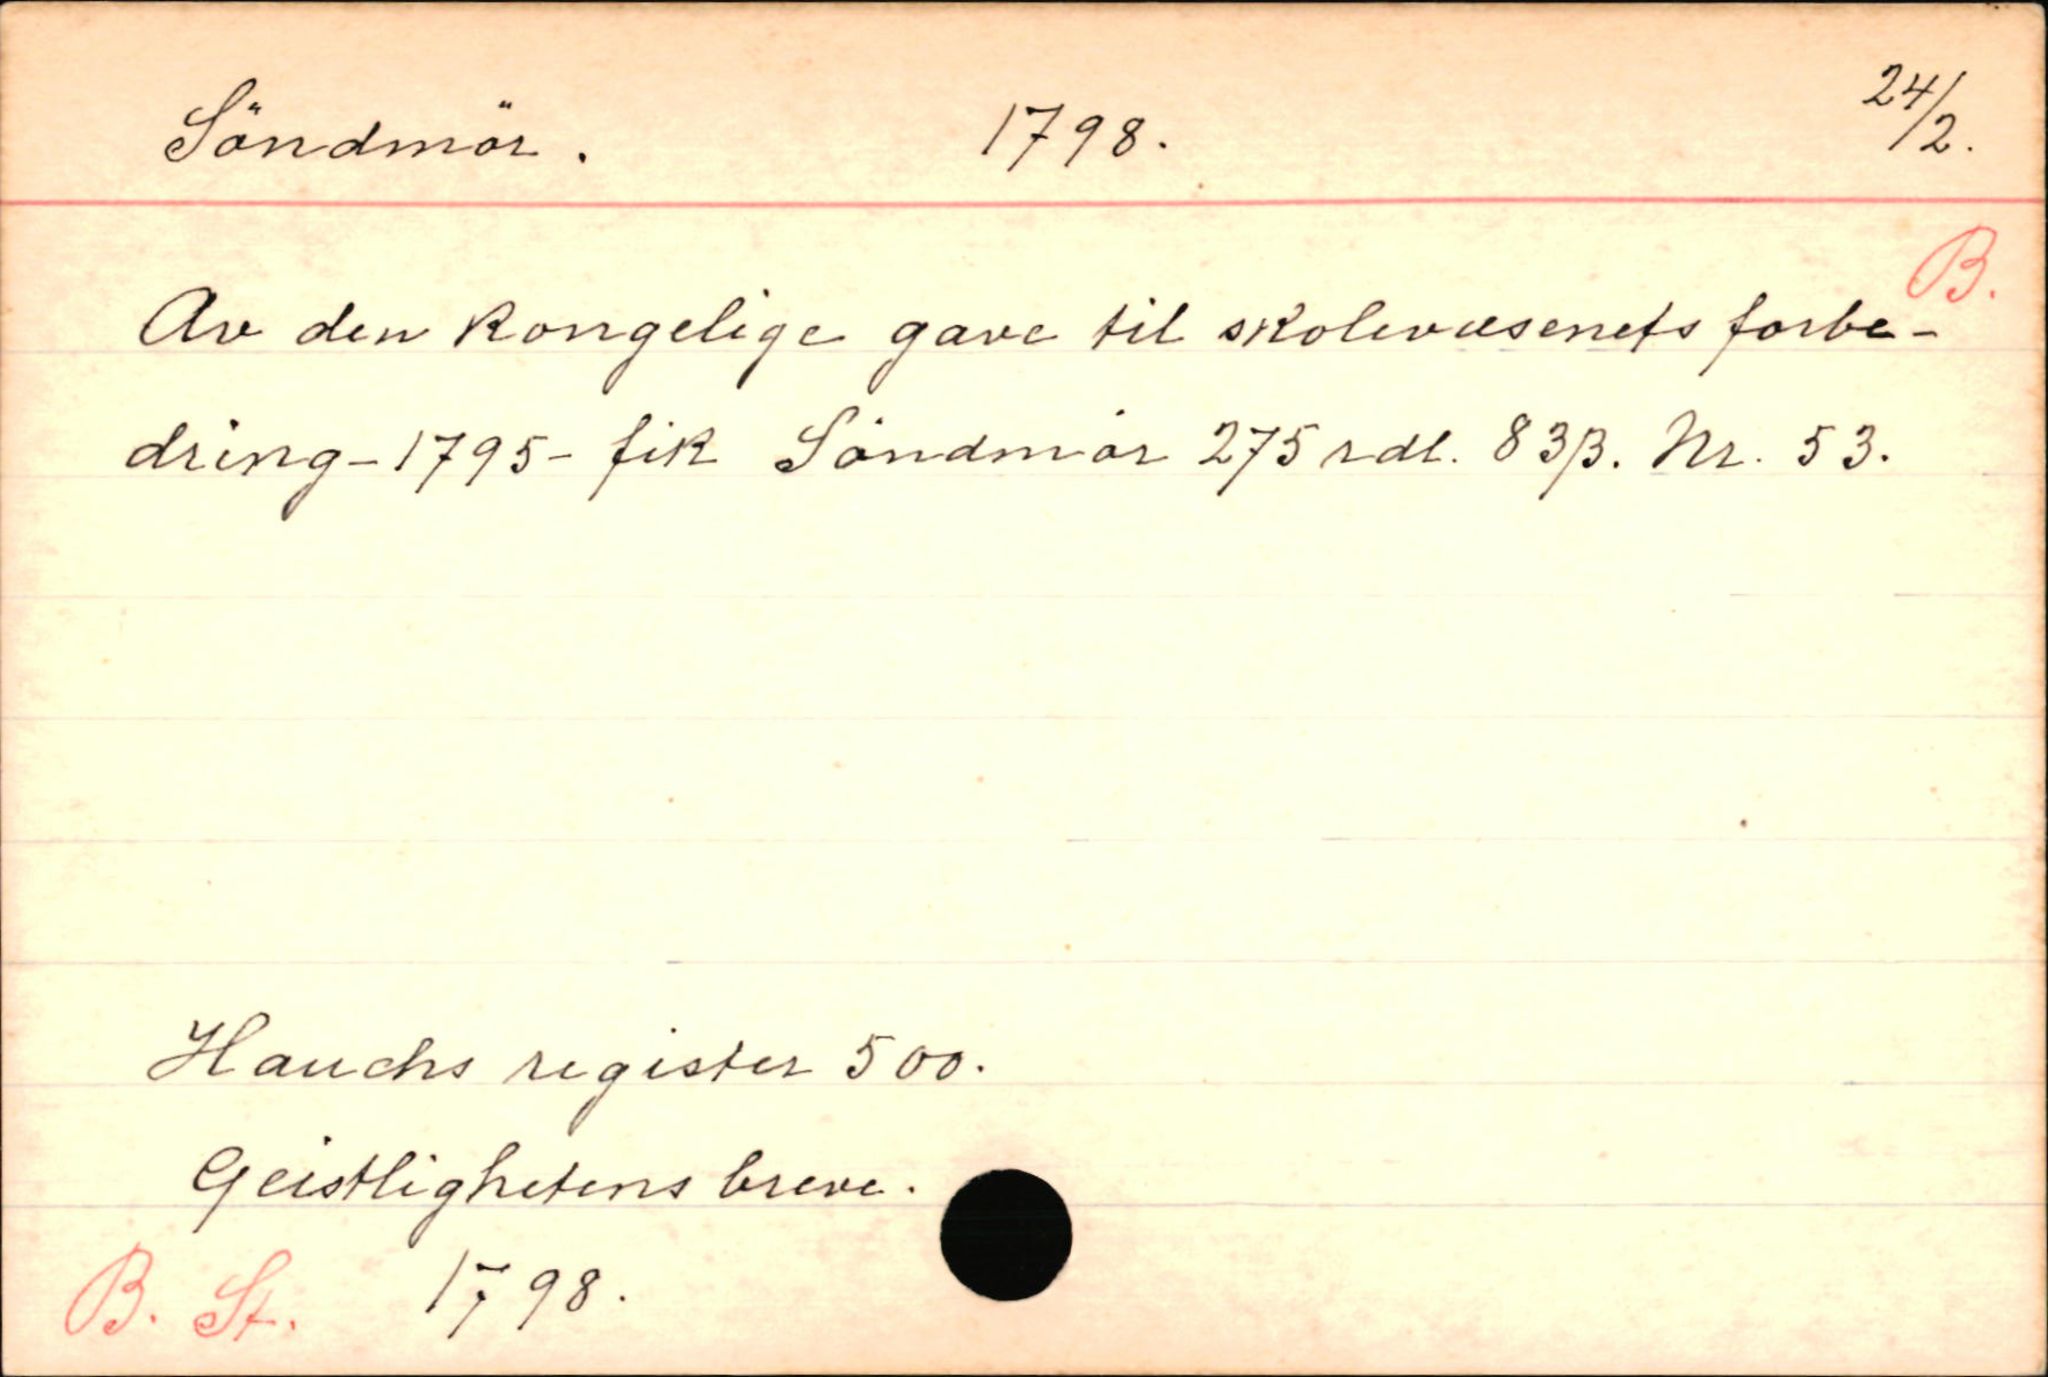 Söndmör. 1798. 24/2.
B.
Av den kongelige gave til skolevæsenets forbe-
dring - 1795 - fik Söndmör 275 rdl. 83 β. Nr. 53.
Hauchs register 500.
Geistlighetens breve.
B. St. 1798.